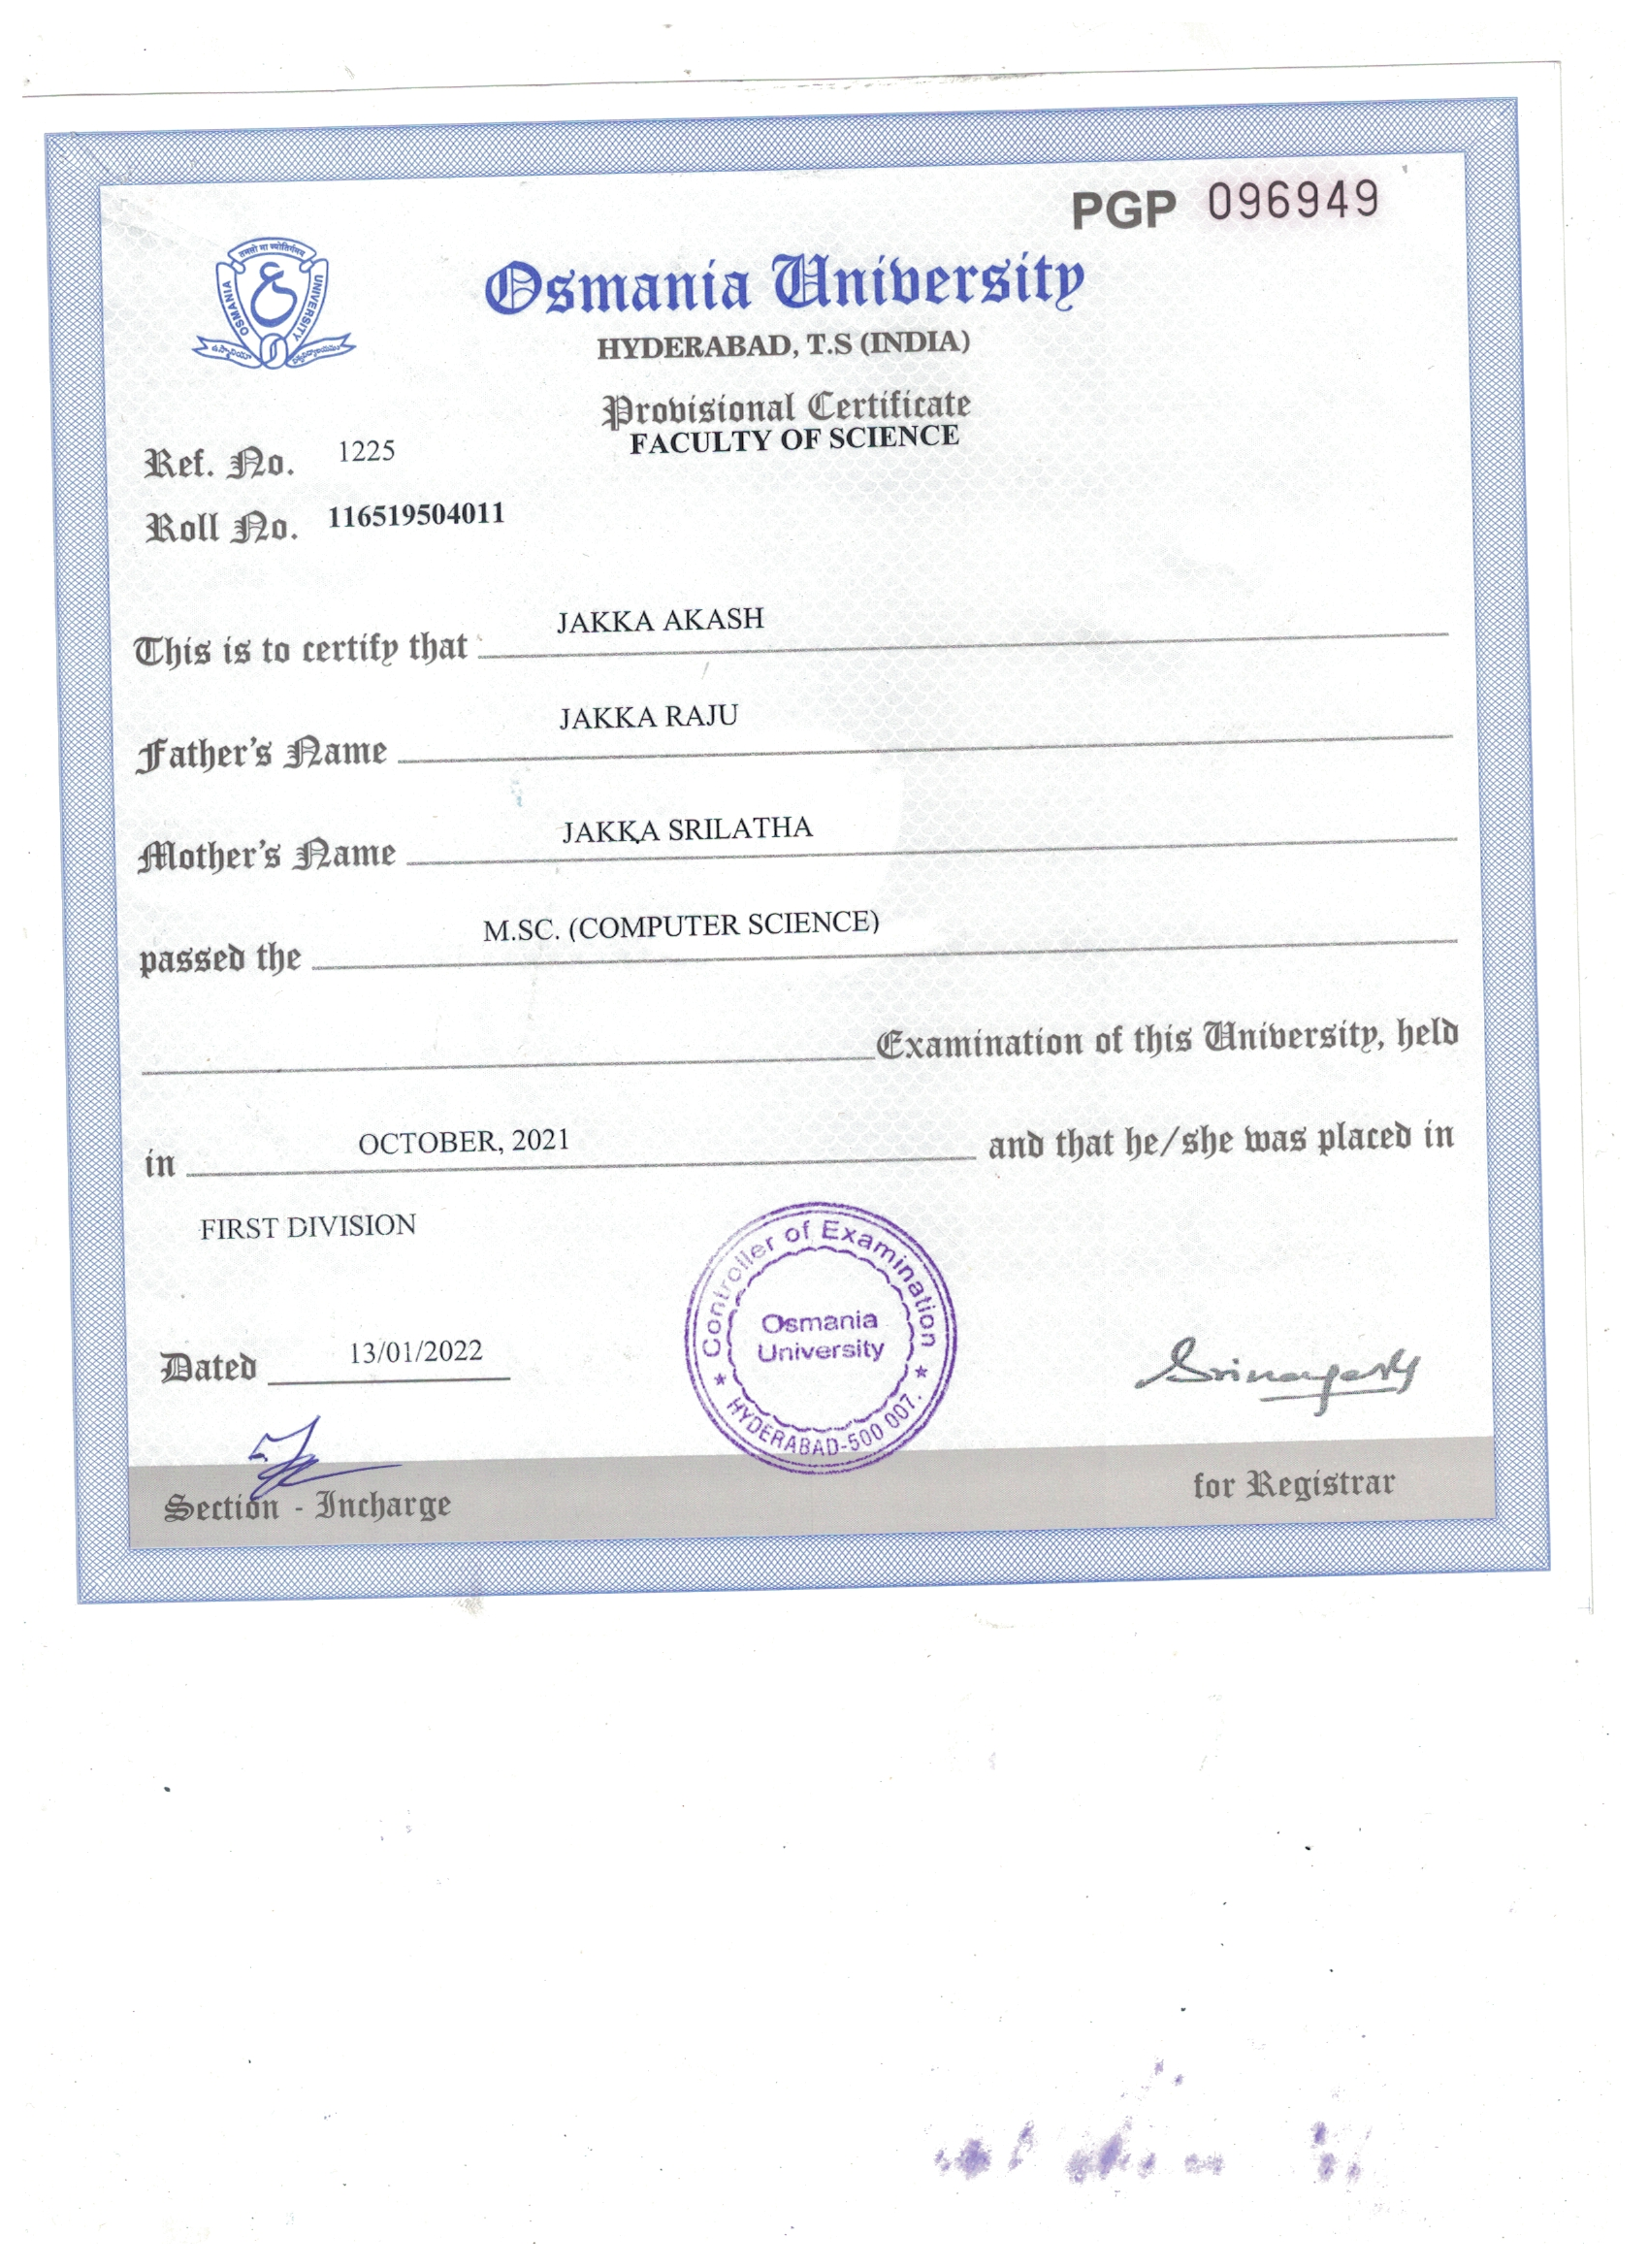 PGP 096949
तमसो मा ज्योतिर्गमय
OSMANIA UNIVERSITY
Osmania University
HYDERABAD, T.S (INDIA)
Provisional Certificate
FACULTY OF SCIENCE
Ref. No. 1225
Roll No. 116519504011
This is to certify that JAKKA AKASH
Father's Name JAKKA RAJU
Mother's Name JAKKA SRILATHA
passed the M.SC. (COMPUTER SCIENCE)
Examination of this University, held
in OCTOBER, 2021 and that he/she was placed in
FIRST DIVISION
Controller of Examination
Osmania
University
HYDERABAD-500 007.
Dated 13/01/2022
Section - Incharge
for Registrar